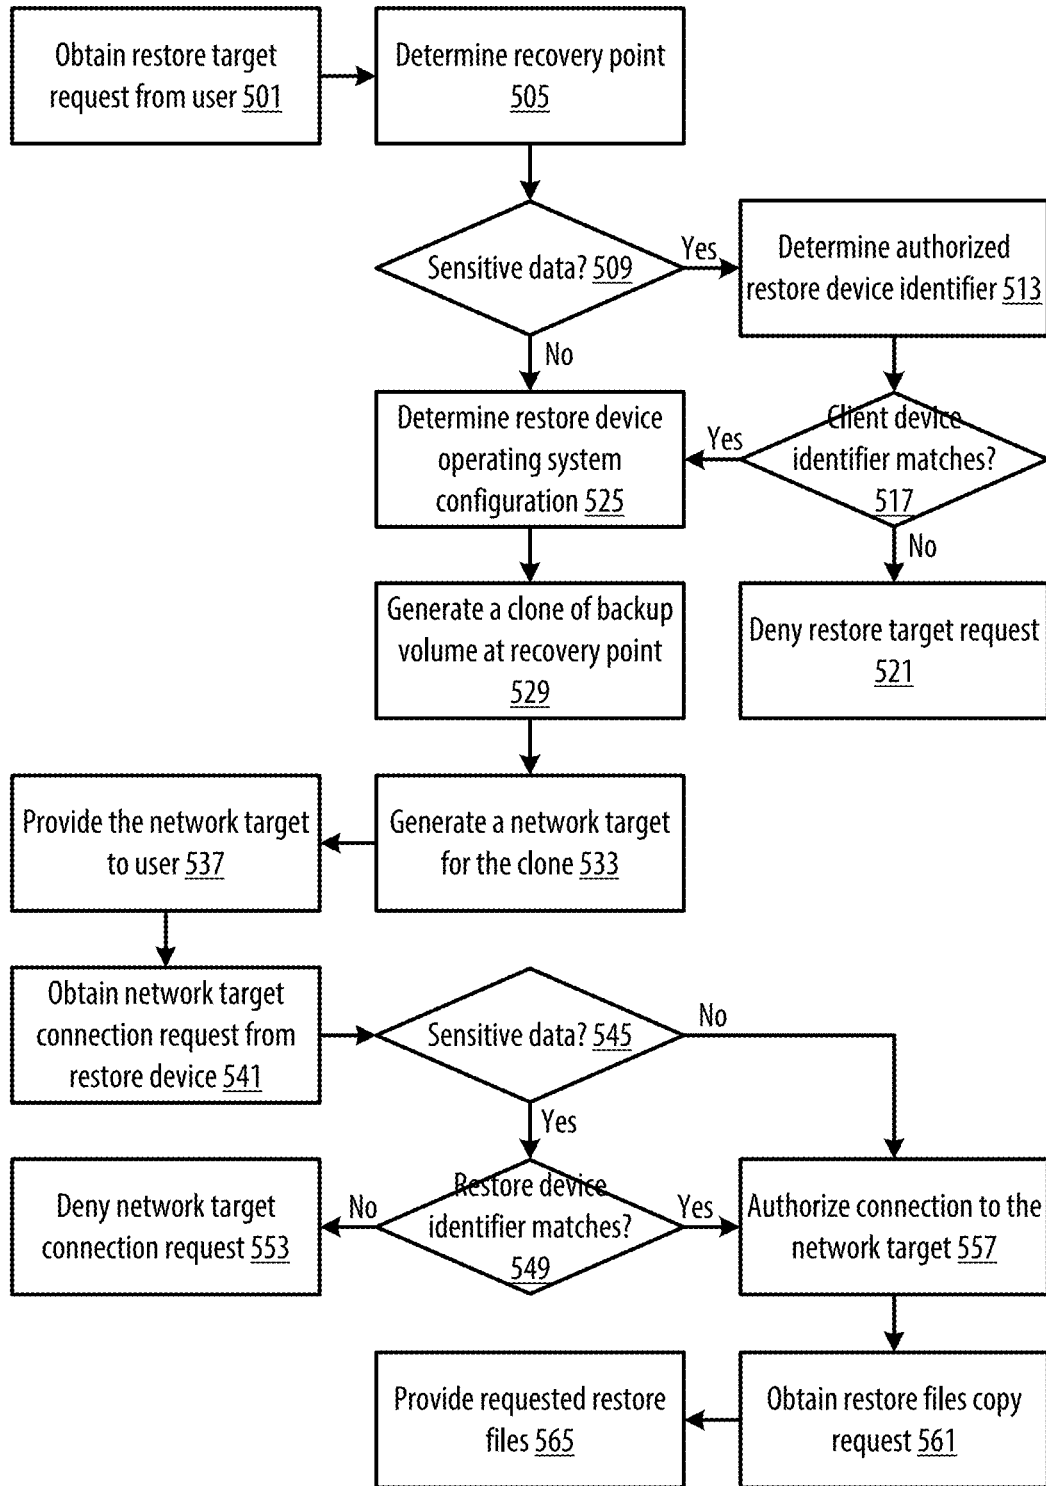 Obtain restore target
request from user 501
Determine recovery point
505
Sensitive data? 509
Yes
Determine authorized
restore device identifier 513
No
Determine restore device
operating system
configuration 525
Yes
Client device
identifier matches?
517
No
Generate a clone of backup
volume at recovery point
529
Deny restore target request
521
Provide the network target
to user 537
Generate a network target
for the clone 533
Obtain network target
connection request from
restore device 541
Sensitive data? 545
No
Yes
Deny network target
connection request 553
No
Restore device
identifier matches?
549
Yes
Authorize connection to the
network target 557
Provide requested restore
files 565
Obtain restore files copy
request 561